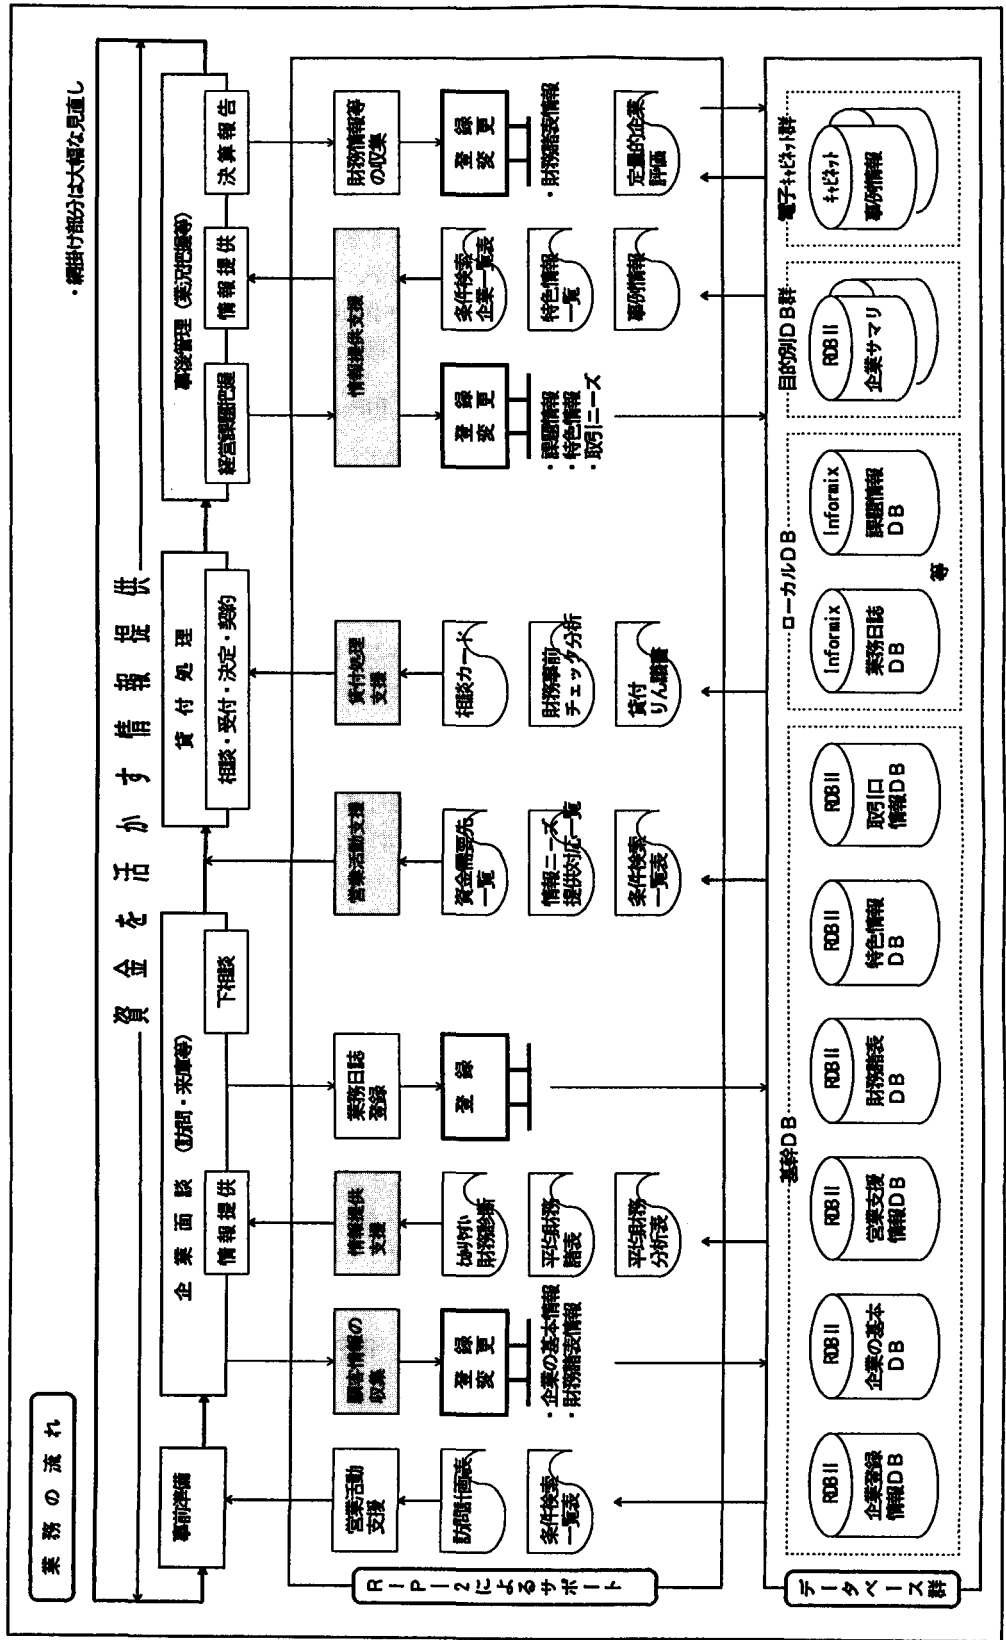 業務の流れ
・網掛け部分は大幅な見直し
資金を活かす情報提供
事前準備
企業面談（訪問・来庫等）
情報提供
下相談
貸付処理
相談・受付・決定・契約
事後管理（実況把握等）
経営課題把握
情報提供
決算報告
RIPI2によるサポート
営業活動
支援
訪問計画表
条件検索
一覧表
顧客情報の
収集
登録
変更
・企業の基本情報
・財務諸表情報
情報提供
支援
わかりやすい
財務診断
平均財務
諸表
平均財務
分析表
業務日誌
登録
登録
営業活動支援
資金需要先
一覧
情報ニーズ
提供対応一覧
条件検索
一覧表
貸付処理
支援
相談カード
財務事前
チェック分析
貸付
りん議書
情報提供支援
登録
変更
・課題情報
・特色情報
・取引ニーズ
条件検索
企業一覧表
特色情報
一覧
事例情報
財務情報等
の収集
登録
変更
・財務諸表情報
定量的企業
評価
データベース群
基幹DB
RDBII
企業登録
情報DB
RDBII
企業の基本
DB
RDBII
営業支援
情報DB
RDBII
財務諸表
DB
RDBII
特色情報
DB
RDBII
取引口
情報DB
ローカルDB
Informix
業務日誌
DB
Informix
課題情報
DB
等
目的別DB群
RDBII
企業サマリ
電子ｷｬﾋﾞﾈｯﾄ群
ｷｬﾋﾞﾈｯﾄ
事例情報